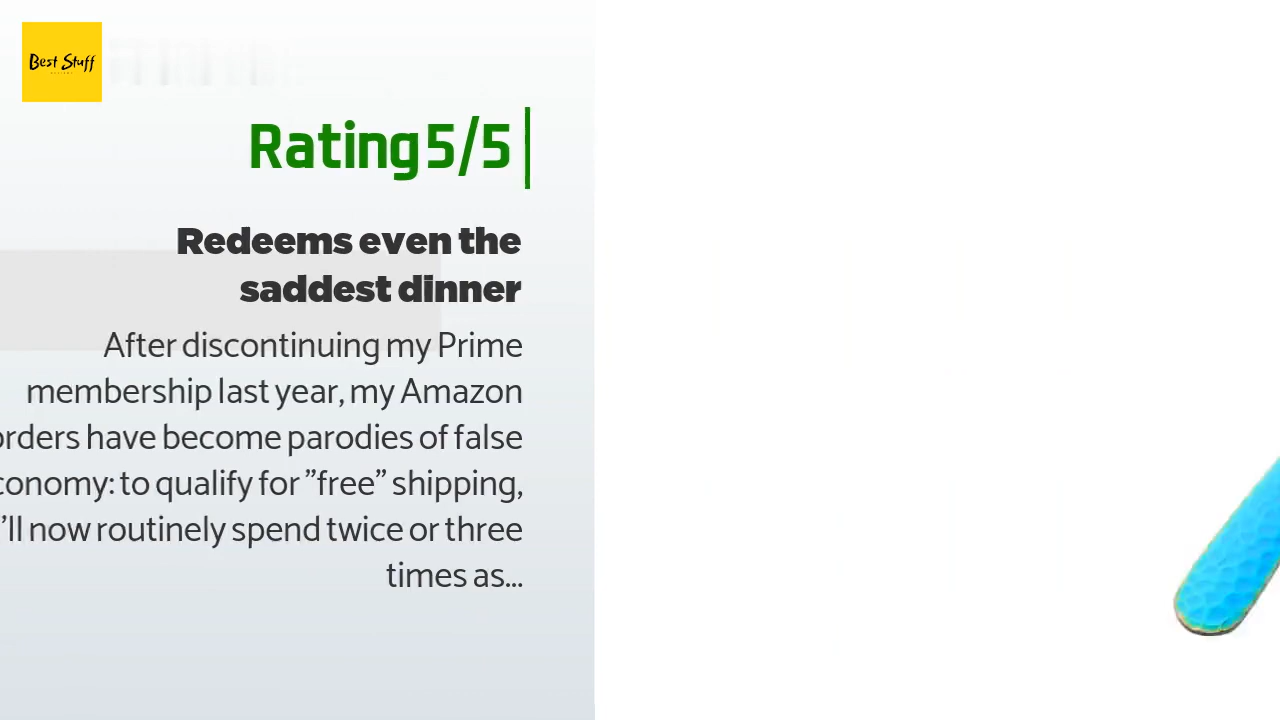 Best Stuff
Rating 5/5
Redeems even the
saddest dinner
After discontinuing my Prime
membership last year, my Amazon
orders have become parodies of false
conomy: to qualify for ”free” shipping,
'll now routinely spend twice or three
times as...